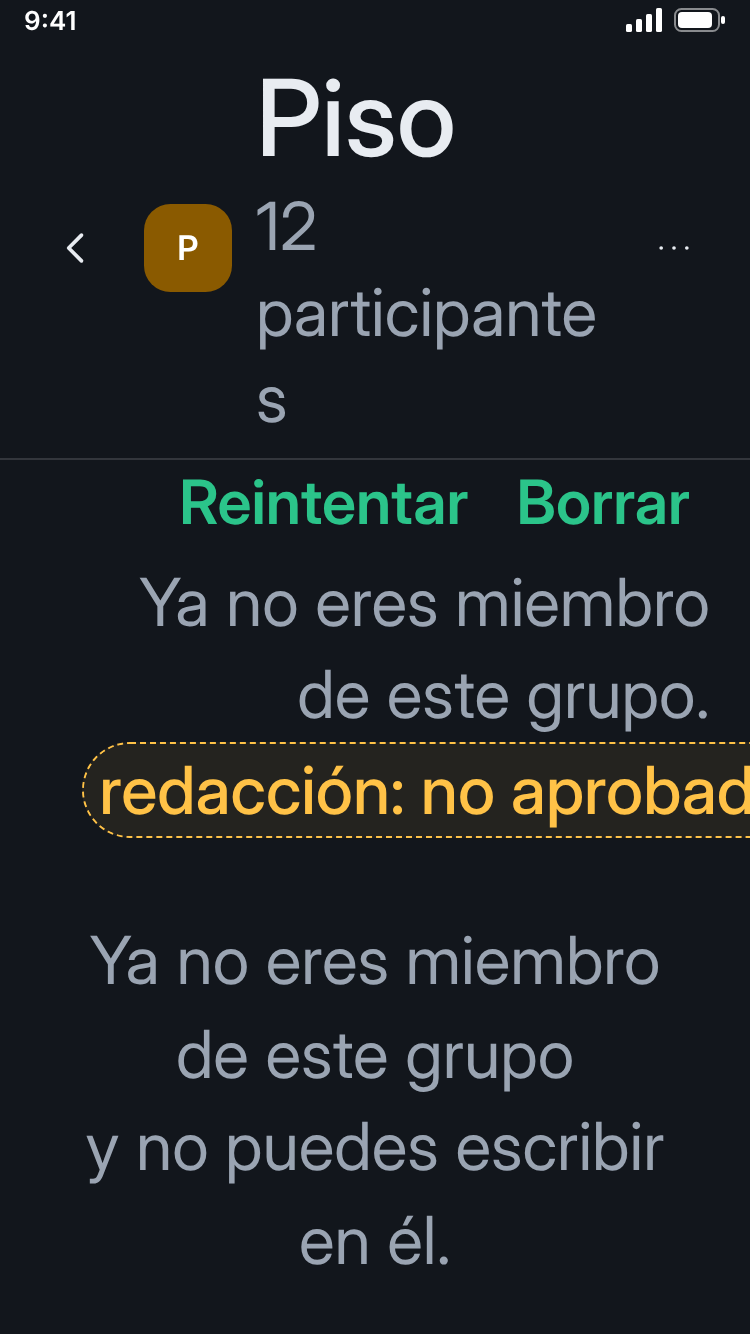 9:41
Piso
P
12
participante
s
...
Reintentar Borrar
Ya no eres miembro
de este grupo.
redacción: no aprobad
Ya no eres miembro
de este grupo
y no puedes escribir
en él.